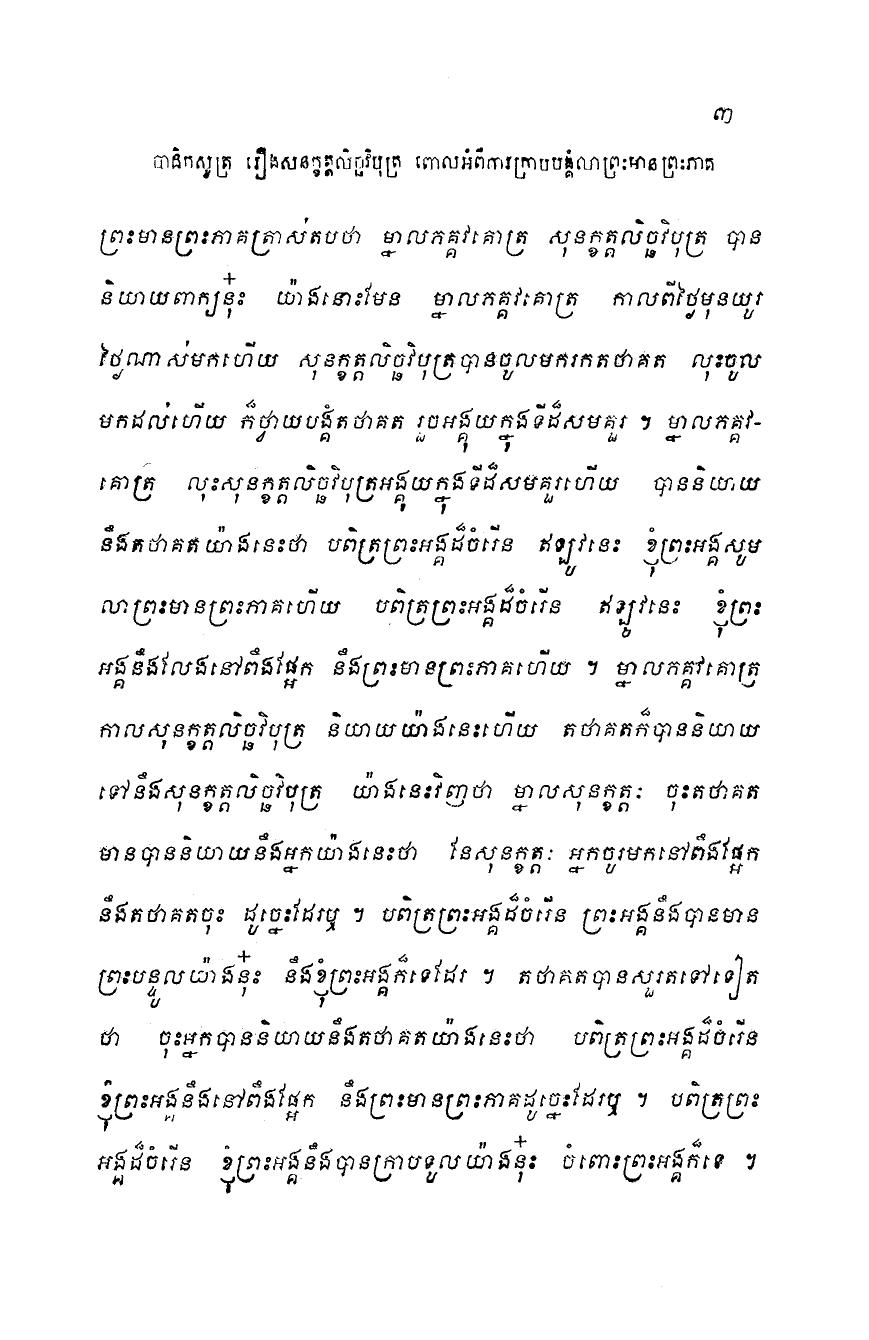 ៣
បាដិកសូត្រ រឿងសុនក្ខត្តលិច្ឆវិបុត្រ ពោលអំពីការក្រាបបង្គំលាព្រះមានព្រះភាគ
ព្រះមានព្រះភាគត្រាស់តបថា ម្នាលភគ្គវគោត្រ សុនក្ខត្តលិច្ឆវិបុត្រ បាន
និយាយពាក្យនុ៎ះ យ៉ាងនោះមែន ម្នាលភគ្គវគោត្រ កាលពីថ្ងៃមុនយូរ
ថ្ងៃណាស់មកហើយ សុនក្ខត្តលិច្ឆវិបុត្របានចូលមករកតថាគត លុះចូល
មកដល់ហើយ ក៏ថ្វាយបង្គំតថាគត រួចអង្គុយក្នុងទីដ៏សមគួរ ។ ម្នាលភគ្គវ-
គោត្រ លុះសុនក្ខត្តលិច្ឆវិបុត្រអង្គុយក្នុងទីដ៏សមគួរហើយ បាននិយាយ
នឹងតថាគតយ៉ាងនេះថា បពិត្រព្រះអង្គដ៏ចំរើន ឥឡូវនេះ ខ្ញុំព្រះអង្គសូម
លាព្រះមានព្រះភាគហើយ បពិត្រព្រះអង្គដ៏ចំរើន ឥឡូវនេះ ខ្ញុំព្រះ
អង្គនឹងលែងនៅពឹងផ្អែក នឹងព្រះមានព្រះភាគហើយ ។ ម្នាលភគ្គវគោត្រ
កាលសុនក្ខត្តលិច្ឆវិបុត្រ និយាយយ៉ាងនេះហើយ តថាគតក៏បាននិយាយ
ទៅនឹងសុនក្ខត្តលិច្ឆវិបុត្រ យ៉ាងនេះវិញថា ម្នាលសុនក្ខត្តៈ ចុះតថាគត
មានបាននិយាយនឹងអ្នកយ៉ាងនេះថា នែសុនក្ខត្តៈ អ្នកចូរមកនៅពឹងផ្អែក
នឹងតថាគតចុះ ដូច្នេះដែរឬ ។ បពិត្រព្រះអង្គដ៏ចំរើន ព្រះអង្គនឹងបានមាន
ព្រះបន្ទូលយ៉ាងនុ៎ះ នឹងខ្ញុំព្រះអង្គក៏ទេដែរ ។ តថាគតបានសួរតទៅទៀត
ថា ចុះអ្នកបាននិយាយនឹងតថាគតយ៉ាងនេះថា បពិត្រព្រះអង្គដ៏ចំរើន
ខ្ញុំព្រះអង្គនឹងនៅពឹងផ្អែក នឹងព្រះមានព្រះភាគដូច្នេះដែរឬ ។ បពិត្រព្រះ
អង្គដ៏ចំរើន ខ្ញុំព្រះអង្គនឹងបានក្រាបទូលយ៉ាងនុ៎ះ ចំពោះព្រះអង្គក៏ទេ ។